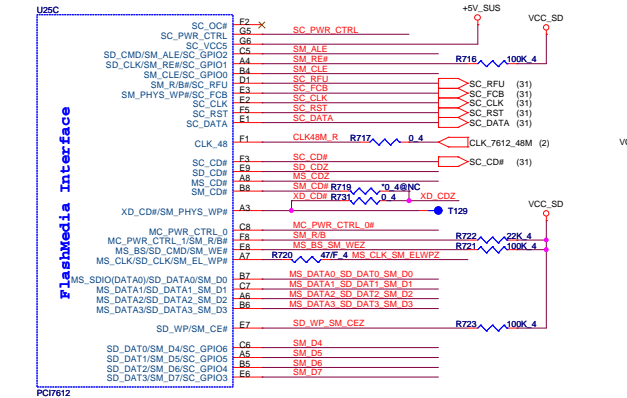 U25C
+5V_SUS
VCC_SD
SC_OC# F2
SC_PWR_CTRL G5 SC_PWR_CTRL
SC_VCC5 G6
SD_CMD/SM_ALE/SC_GPIO2 C5 SM_ALE
SD_CLK/SM_RE#/SC_GPIO1 A4 SM_RE# R716 100K_4
SM_CLE/SC_GPIO0 B4 SM_CLE
SM_R/B#/SC_RFU D1 SC_RFU SC_RFU (31)
SM_PHYS_WP#/SC_FCB E3 SC_FCB SC_FCB (31)
SC_CLK E2 SC_CLK SC_CLK (31)
SC_RST F5 SC_RST SC_RST (31)
SC_DATA E1 SC_DATA SC_DATA (31)
CLK_48 F1 CLK48M_R R717 0_4 CLK_7612_48M (2)
SC_CD# F3 SC_CD# SC_CD# (31)
SD_CD# E9 SD_CDZ
MS_CD# A8 MS_CDZ
SM_CD# B8 SM_CD# R719 *0_4@NC
XD_CD# R731 0_4 XD_CDZ
XD_CD#/SM_PHYS_WP# A3 T129
VCC_SD
MC_PWR_CTRL_0 C8 MC_PWR_CTRL_0#
MC_PWR_CTRL_1/SM_R/B# F8 SM_R/B R722 22K_4
MS_BS/SD_CMD/SM_WE# E8 MS_BS_SM_WEZ R721 100K_4
MS_CLK/SD_CLK/SM_EL_WP# A7 R720 47/F_4 MS_CLK_SM_ELWPZ
MS_SDIO(DATA0)/SD_DATA0/SM_D0 B7 MS_DATA0_SD_DAT0_SM_D0
MS_DATA1/SD_DATA1/SM_D1 C7 MS_DATA1_SD_DAT1_SM_D1
MS_DATA2/SD_DATA2/SM_D2 A6 MS_DATA2_SD_DAT2_SM_D2
MS_DATA3/SD_DATA3/SM_D3 B6 MS_DATA3_SD_DAT3_SM_D3
SD_WP/SM_CE# E7 SD_WP_SM_CEZ R723 100K_4
SD_DAT0/SM_D4/SC_GPIO6 C6 SM_D4
SD_DAT1/SM_D5/SC_GPIO5 A5 SM_D5
SD_DAT2/SM_D6/SC_GPIO4 B5 SM_D6
SD_DAT3/SM_D7/SC_GPIO3 E6 SM_D7
FlashMedia Interface
PCI7612